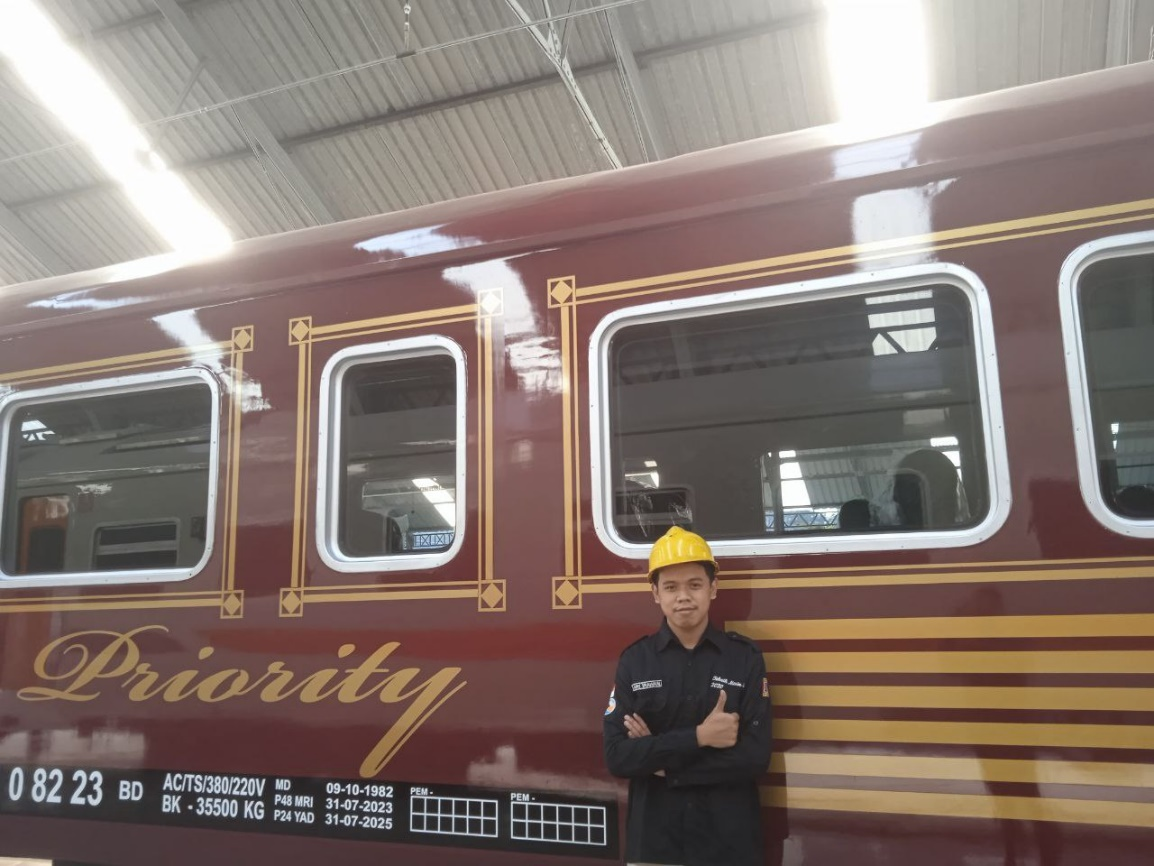 Priority
0 82 23 BD
AC/TS/380/220V
BK - 35500 KG
MD 09-10-1982
P48 MRI 31-07-2023
P24 YAD 31-07-2025
PEM -
PEM -